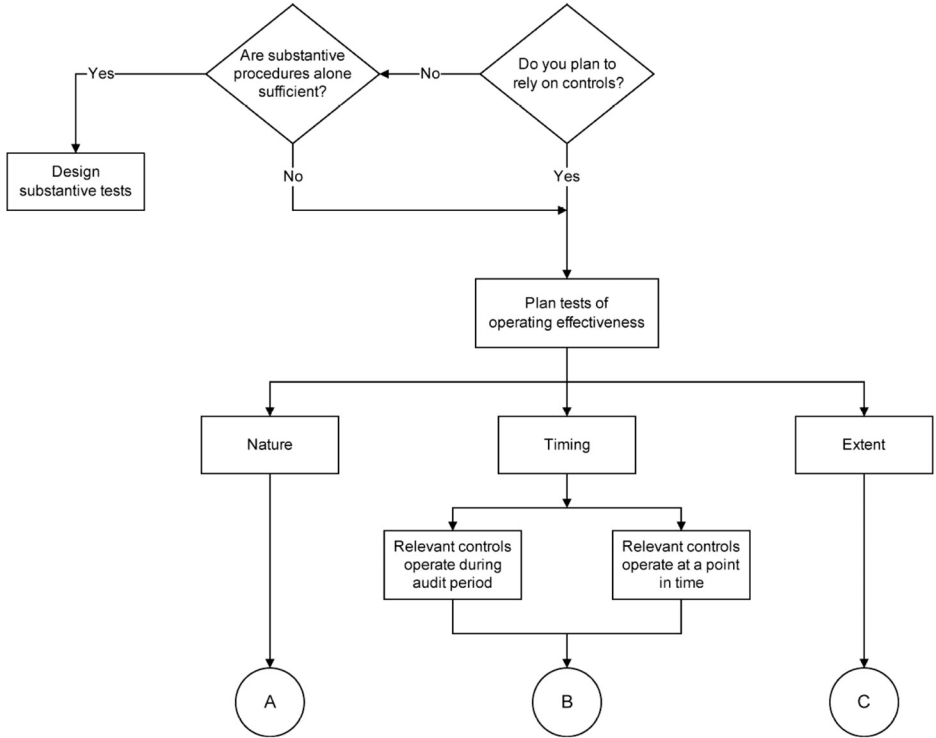 Are substantive
procedures alone
sufficient?
Do you plan to
rely on controls?
Yes
No
Design
substantive tests
No
Yes
Plan tests of
operating effectiveness
Nature
Timing
Extent
Relevant controls
operate during
audit period
Relevant controls
operate at a point
in time
A
B
C